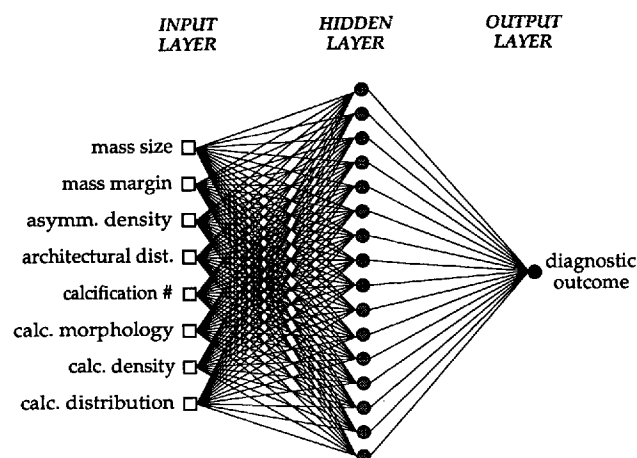 INPUT
LAYER
HIDDEN
LAYER
OUTPUT
LAYER
mass size
mass margin
asymm. density
architectural dist.
calcification #
calc. morphology
calc. density
calc. distribution
diagnostic
outcome